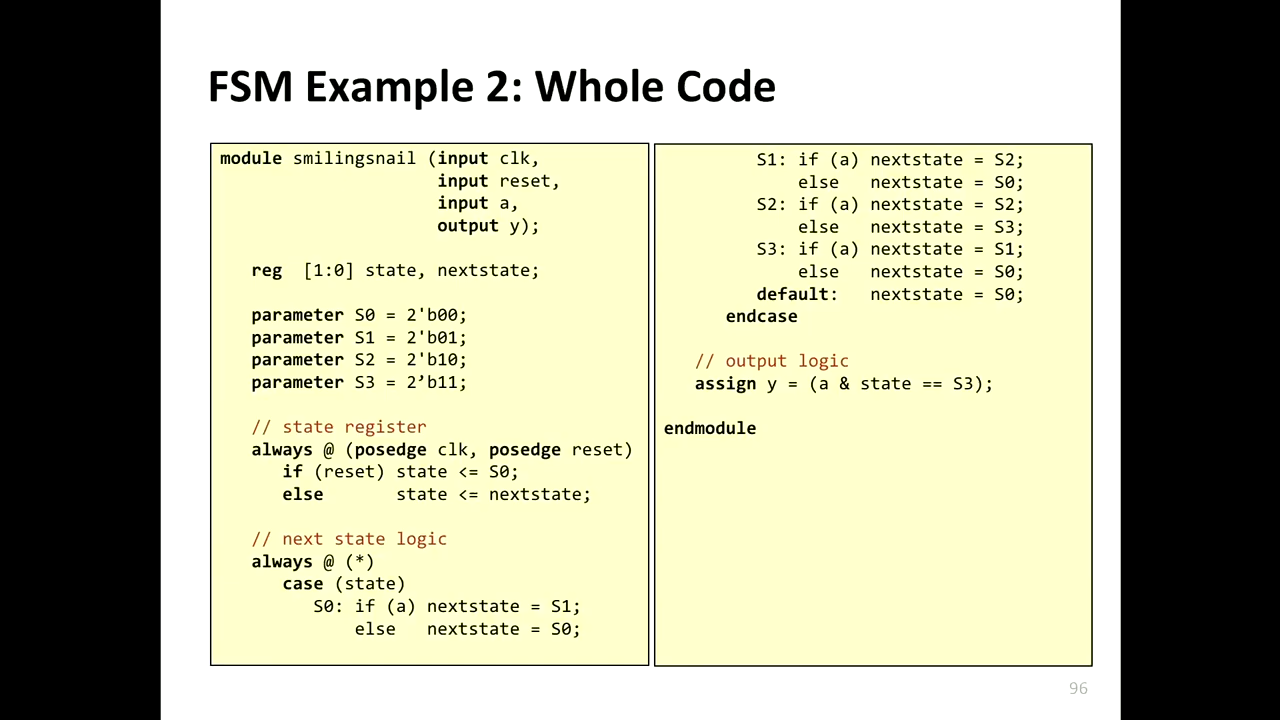 FSM Example 2: Whole Code
module smilingsnail (input clk,
input reset,
input a,
output y);
reg [1:0] state, nextstate;
parameter S0 = 2'b00;
parameter S1 = 2'b01;
parameter S2 = 2'b10;
parameter S3 = 2’b11;
// state register
always @ (posedge clk, posedge reset)
if (reset) state <= S0;
else state <= nextstate;
// next state logic
always @ (*)
case (state)
S0: if (a) nextstate = S1;
else nextstate = S0;
S1: if (a) nextstate = S2;
else nextstate = S0;
S2: if (a) nextstate = S2;
else nextstate = S3;
S3: if (a) nextstate = S1;
else nextstate = S0;
default: nextstate = S0;
endcase
// output logic
assign y = (a & state == S3);
endmodule
96